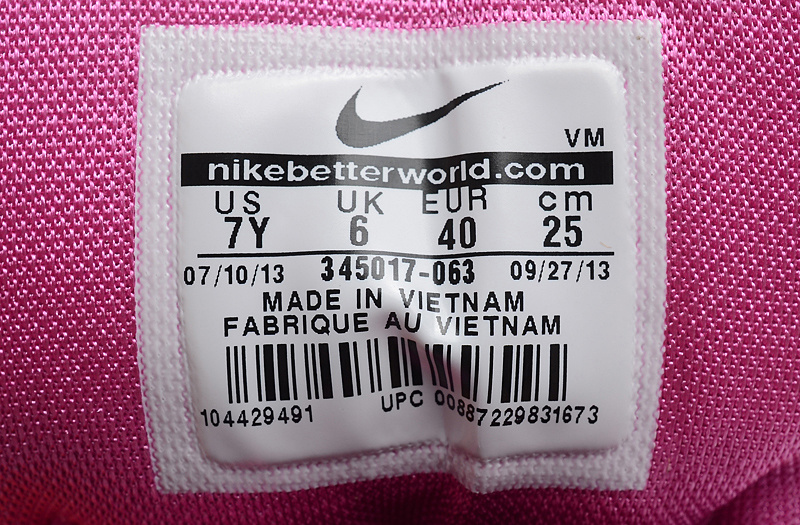 VM
nikebetterworld.com
US UK EUR cm
7Y 6 40 25
07/10/13 345017-063 09/27/13
MADE IN VIETNAM
FABRIQUE AU VIETNAM
104429491 UPC 00887229831673